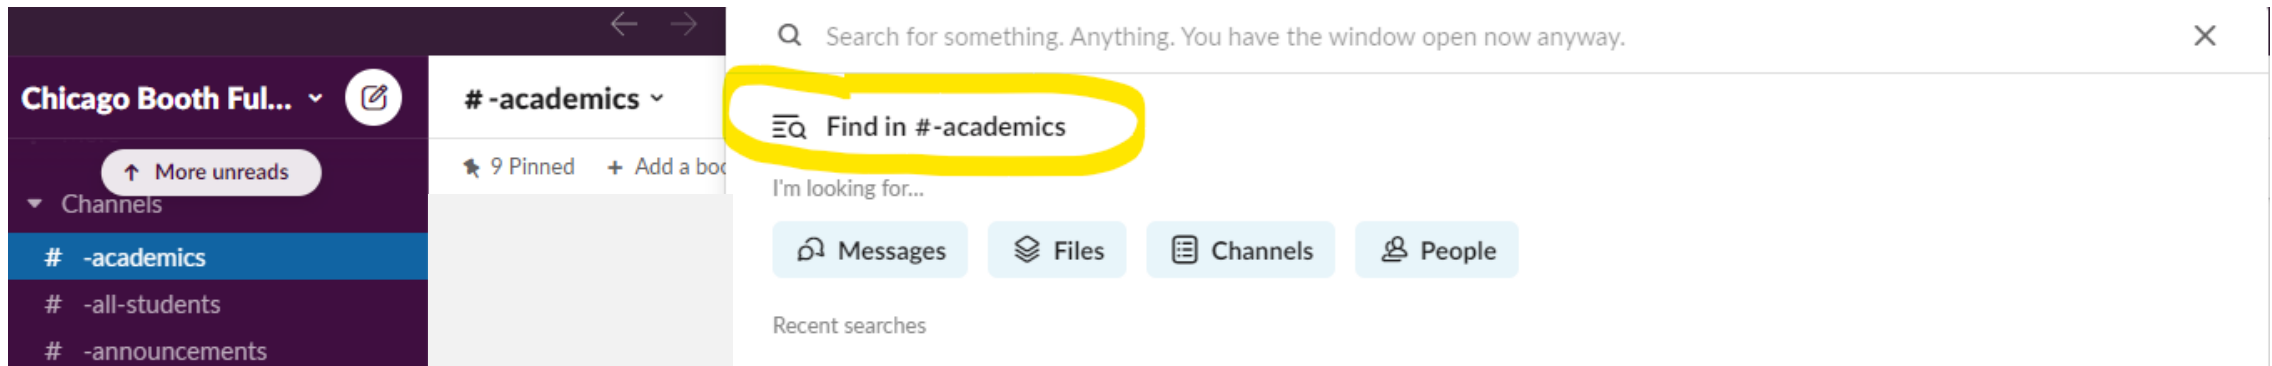 Search for something. Anything. You have the window open now anyway.
Chicago Booth Ful...
# -academics
Find in #-academics
More unreads
9 Pinned
+ Add a boo
I'm looking for...
Channels
Messages
Files
Channels
People
# -academics
# -all-students
Recent searches
# -announcements